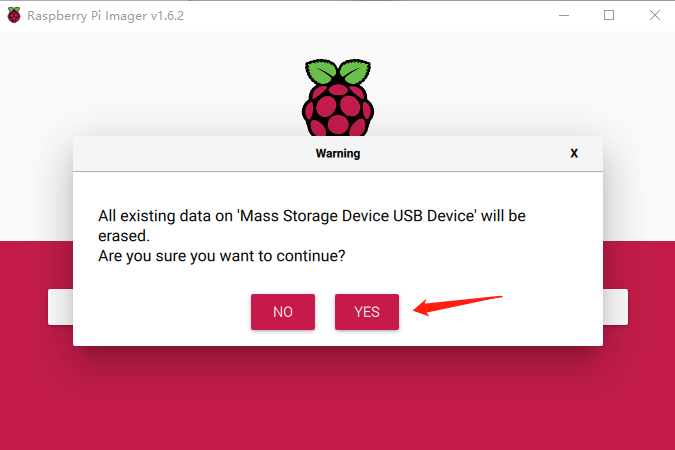 Raspberry Pi Imager v1.6.2
Warning
X
All existing data on 'Mass Storage Device USB Device' will be
erased.
Are you sure you want to continue?
NO
YES